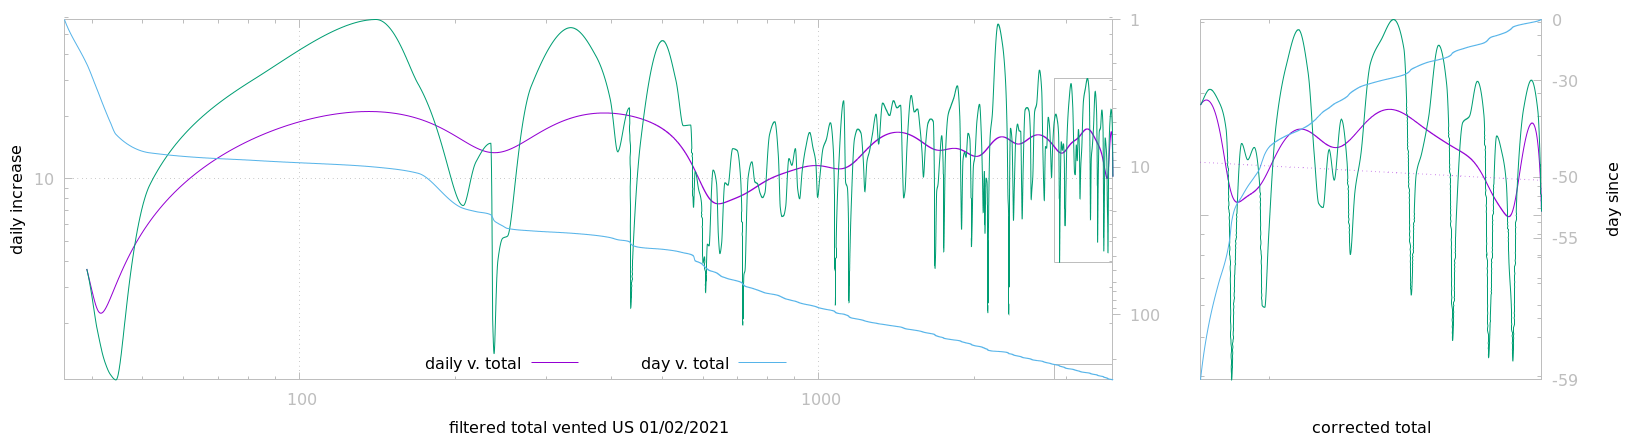 daily increase
10
100
1000
1
10
100
daily v. total
day v. total
filtered total vented US 01/02/2021
0
-30
-50
-55
-59
day since
corrected total